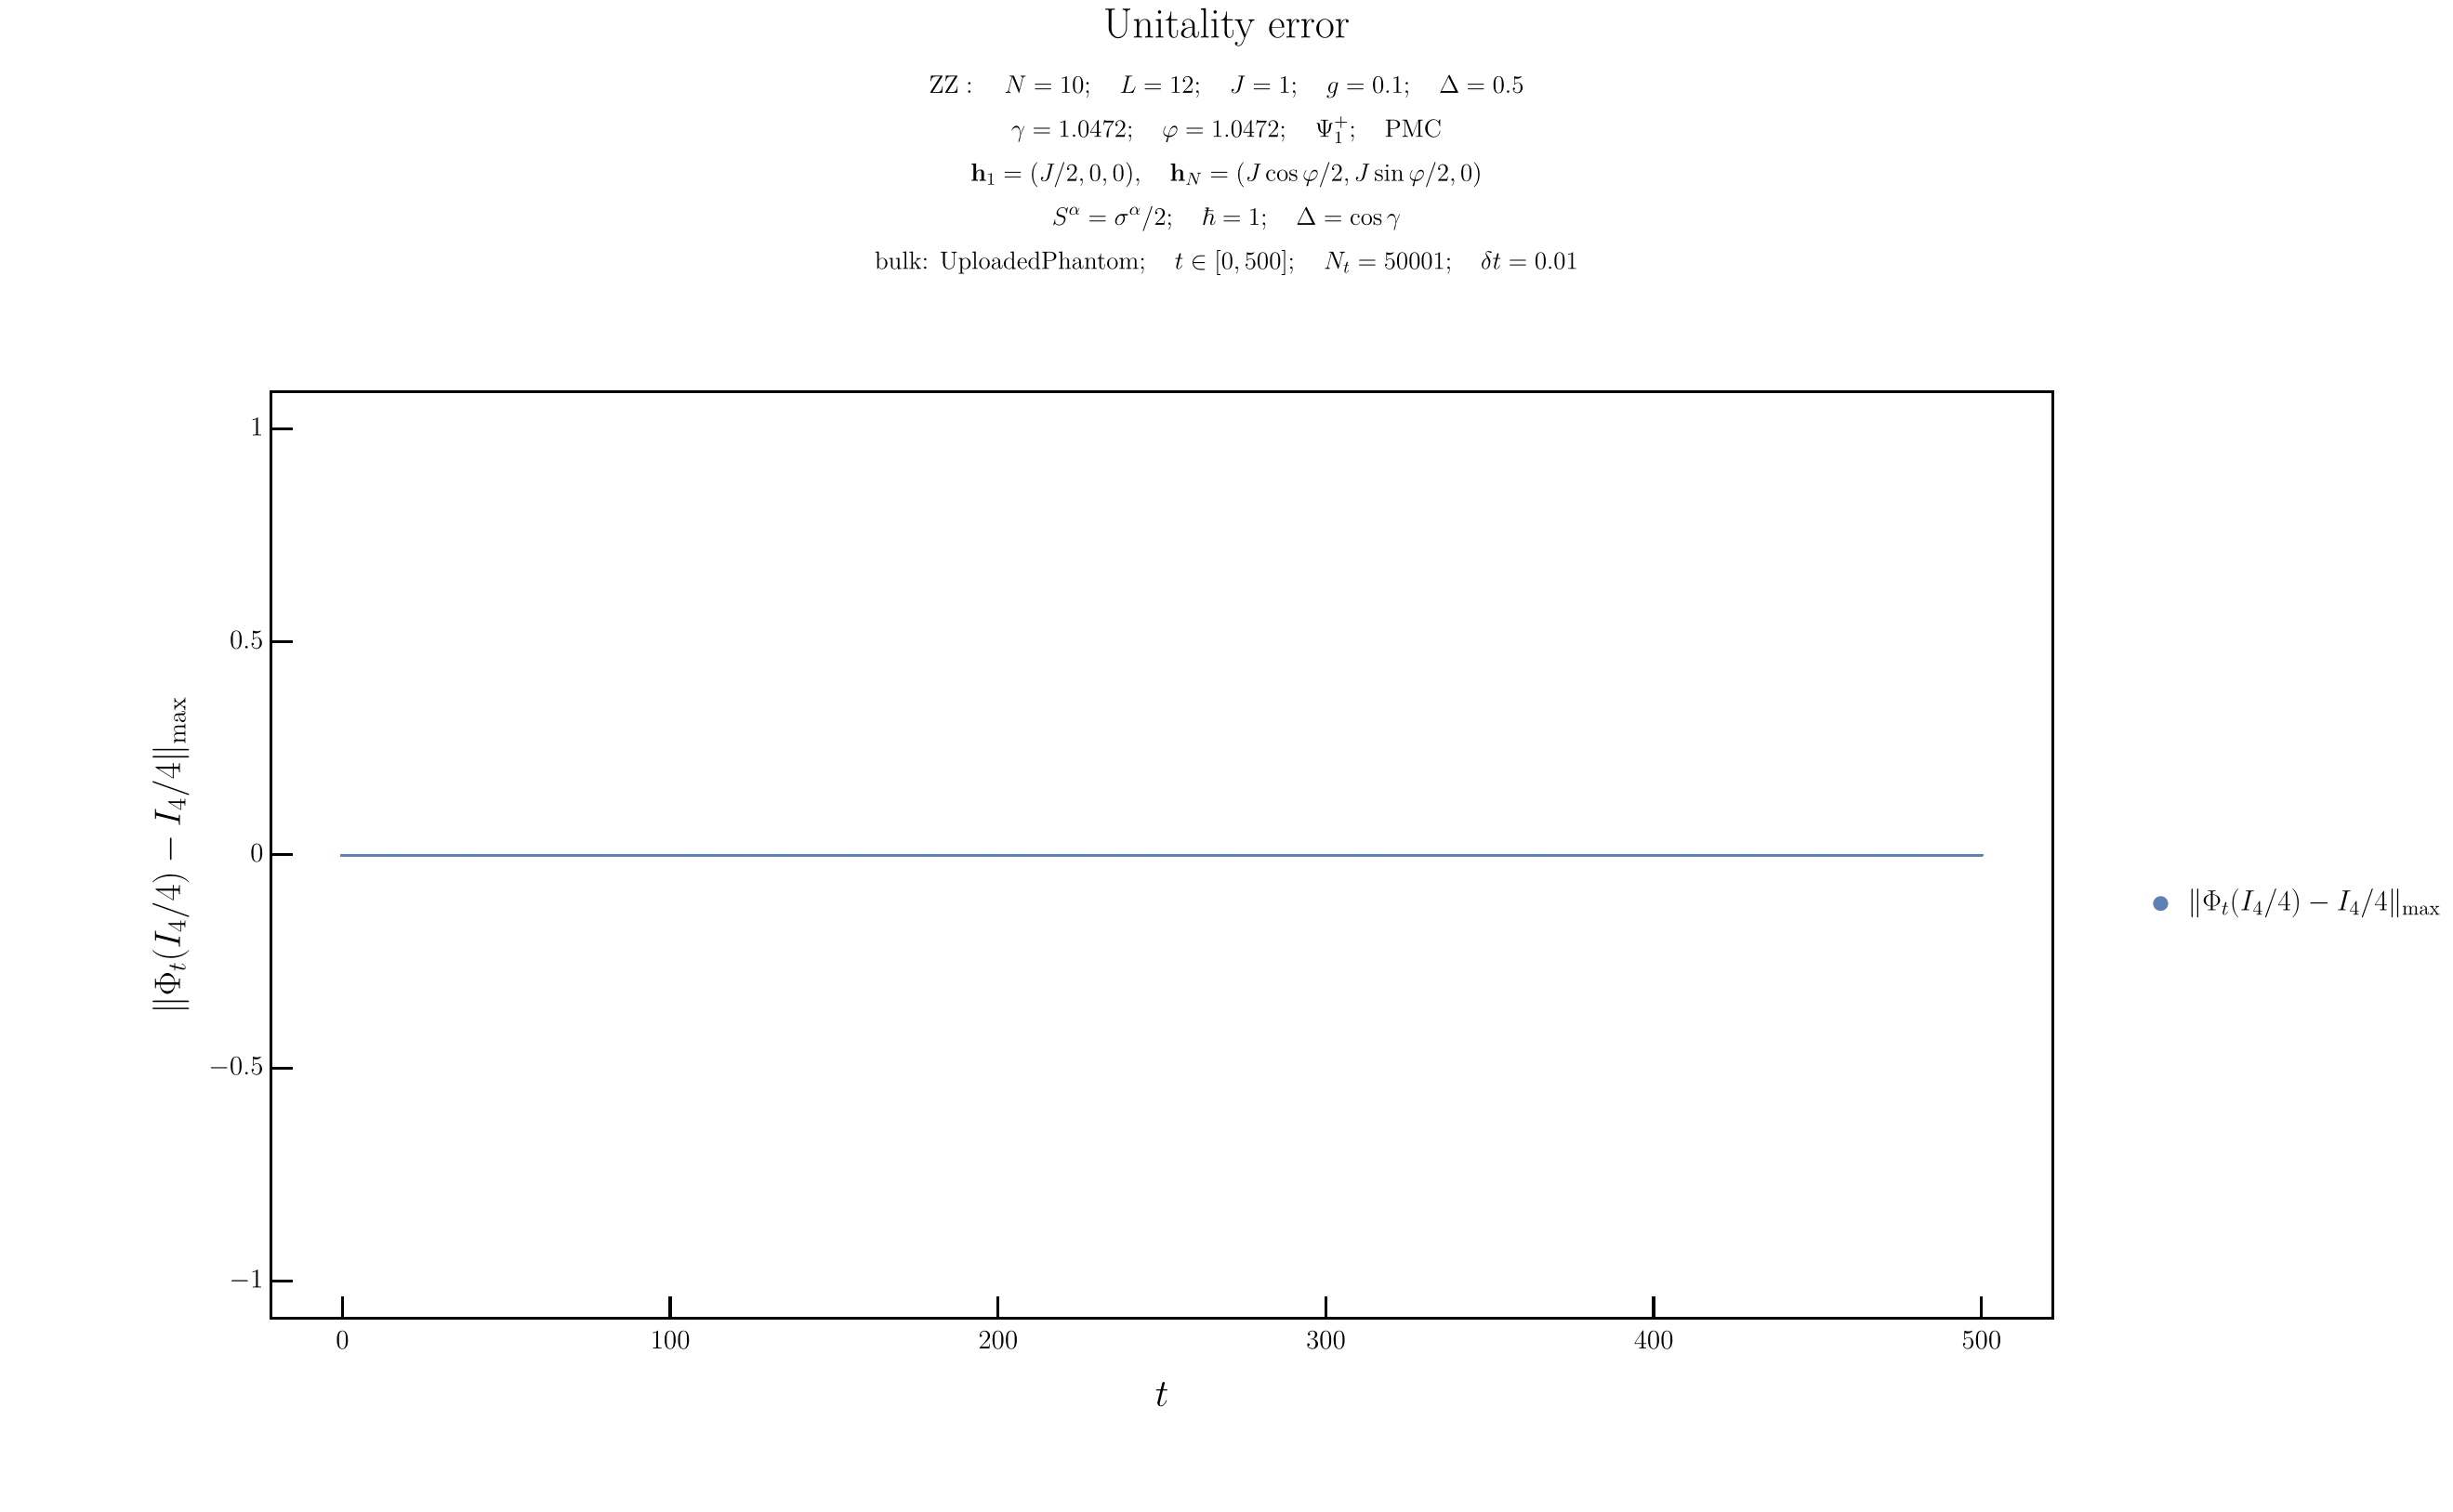 Unitality error
ZZ : N = 10; L = 12; J = 1; g = 0.1; Δ = 0.5
γ = 1.0472; φ = 1.0472; Ψ₁⁺; PMC
h₁ = (J/2, 0, 0), h_N = (J cos φ/2, J sin φ/2, 0)
S^α = σ^α/2; ℏ = 1; Δ = cos γ
bulk: UploadedPhantom; t ∈ [0, 500]; N_t = 50001; δt = 0.01
1
0.5
0
−0.5
−1
‖Φ_t(I₄/4) − I₄/4‖_max
0 100 200 300 400 500
t
‖Φ_t(I₄/4) − I₄/4‖_max